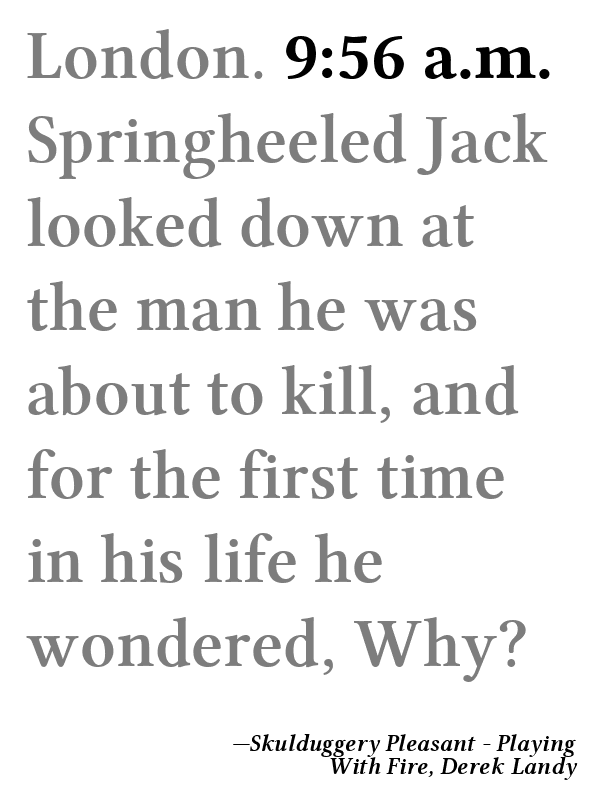 London. 9:56 a.m.
Springheeled Jack
looked down at
the man he was
about to kill, and
for the first time
in his life he
wondered, Why?
—Skulduggery Pleasant - Playing
With Fire, Derek Landy